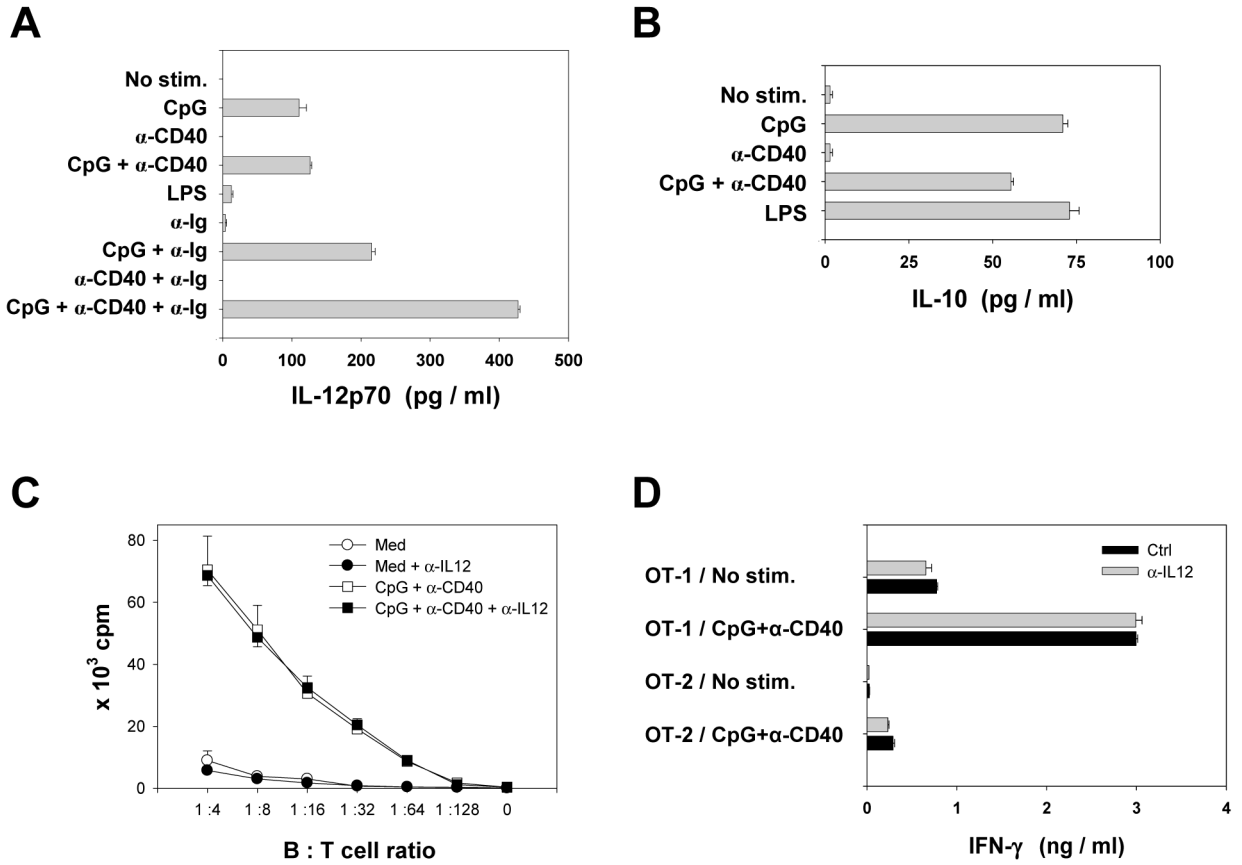 A
No stim.
CpG
α-CD40
CpG + α-CD40
LPS
α-Ig
CpG + α-Ig
α-CD40 + α-Ig
CpG + α-CD40 + α-Ig
0 100 200 300 400 500
IL-12p70 (pg / ml)
B
No stim.
CpG
α-CD40
CpG + α-CD40
LPS
0 25 50 75 100
IL-10 (pg / ml)
C
x 10³ cpm
80
60
40
20
0
Med
Med + α-IL12
CpG + α-CD40
CpG + α-CD40 + α-IL12
1 :4 1 :8 1 :16 1 :32 1 :64 1 :128 0
B : T cell ratio
D
Ctrl
α-IL12
OT-1 / No stim.
OT-1 / CpG+α-CD40
OT-2 / No stim.
OT-2 / CpG+α-CD40
0 1 2 3 4
IFN-γ (ng / ml)